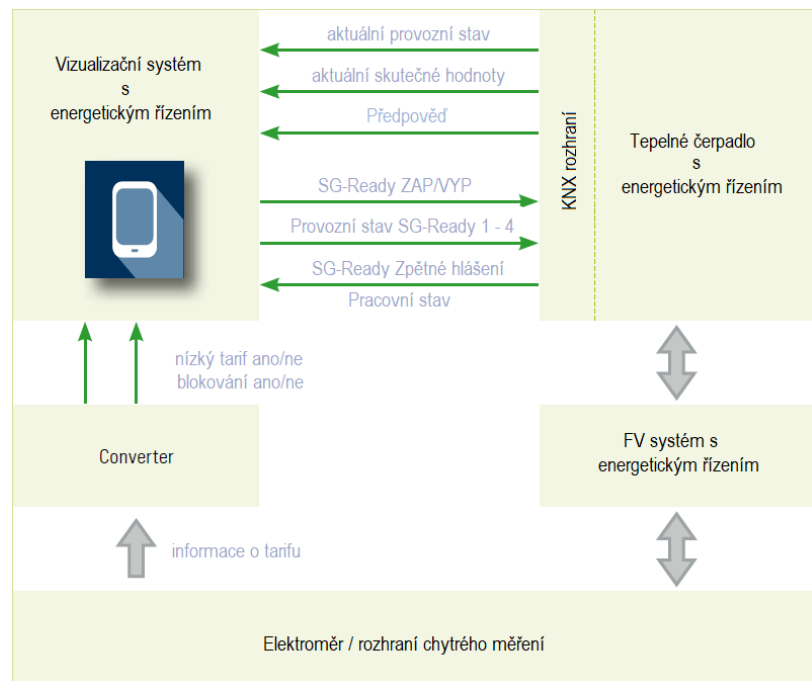 Vizualizační systém
s
energetickým řízením
aktuální provozní stav
aktuální skutečné hodnoty
Předpověď
SG-Ready ZAP/VYP
Provozní stav SG-Ready 1 - 4
SG-Ready Zpětné hlášení
Pracovní stav
KNX rozhraní
Tepelné čerpadlo
s
energetickým řízením
nízký tarif ano/ne
blokování ano/ne
Converter
FV systém s
energetickým řízením
informace o tarifu
Elektroměr / rozhraní chytrého měření